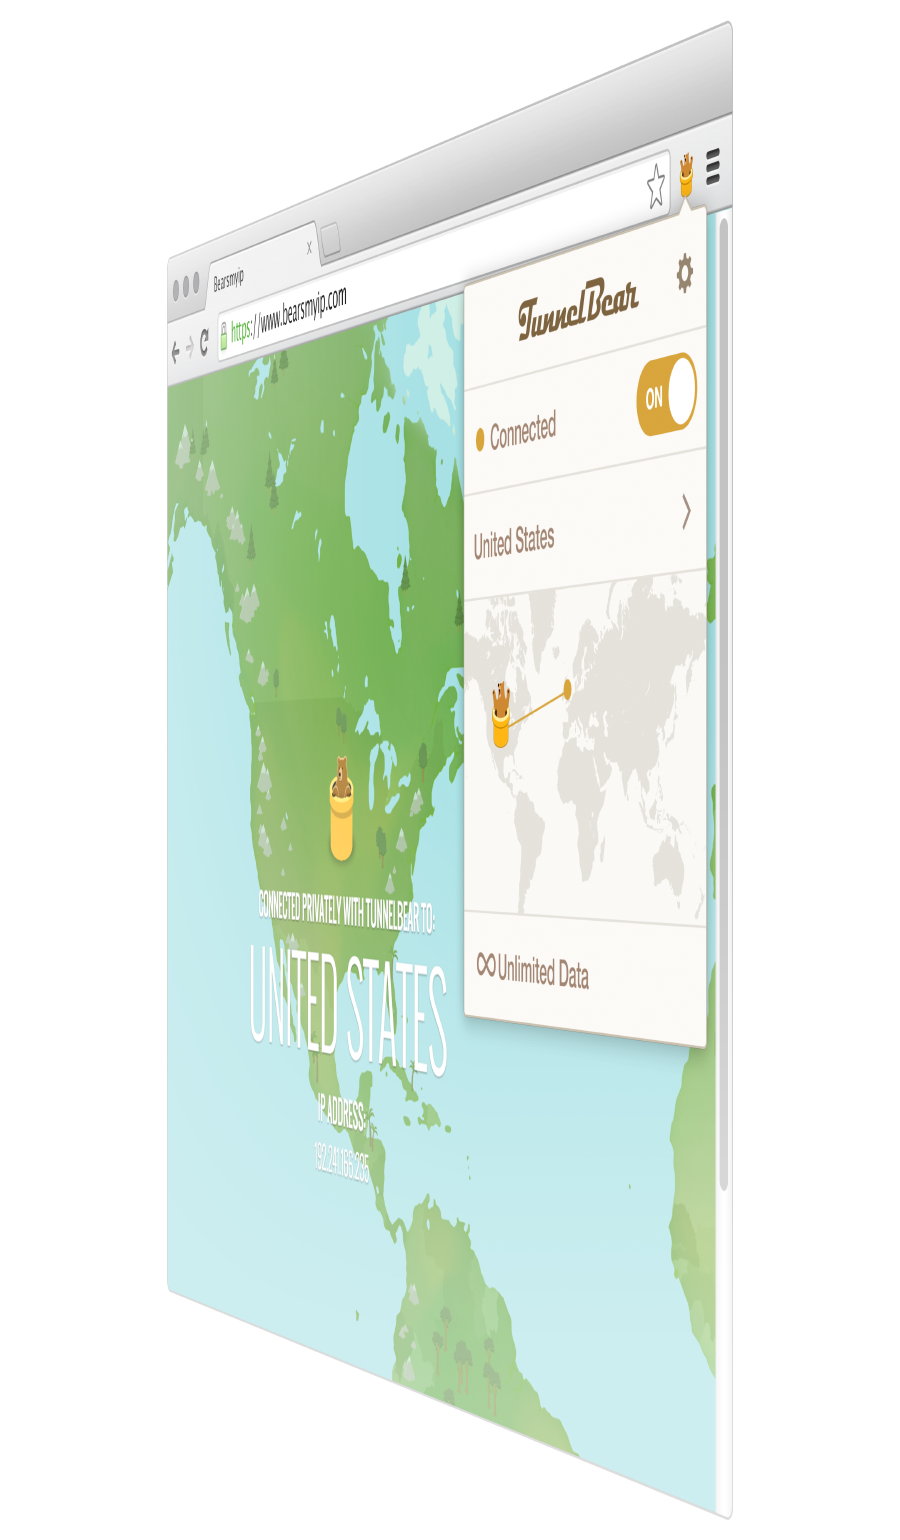 Bearsmyip
x
https://www.bearsmyip.com
TunnelBear
Connected
ON
United States
Unlimited Data
CONNECTED PRIVATELY WITH TUNNELBEAR TO:
UNITED STATES
IP ADDRESS:
192.241.166.235